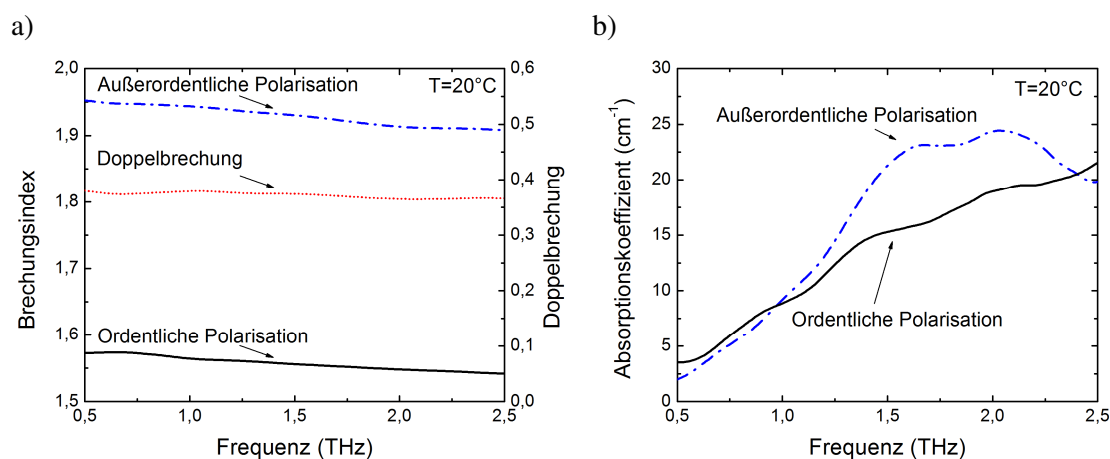 a)
2,0
1,9
1,8
1,7
1,6
1,5
Brechungsindex
0,6
0,5
0,4
0,3
0,2
0,1
0,0
Doppelbrechung
T=20°C
Außerordentliche Polarisation
Doppelbrechung
Ordentliche Polarisation
0,5 1,0 1,5 2,0 2,5
Frequenz (THz)
b)
30
25
20
15
10
5
0
Absorptionskoeffizient (cm⁻¹)
T=20°C
Außerordentliche Polarisation
Ordentliche Polarisation
0,5 1,0 1,5 2,0 2,5
Frequenz (THz)